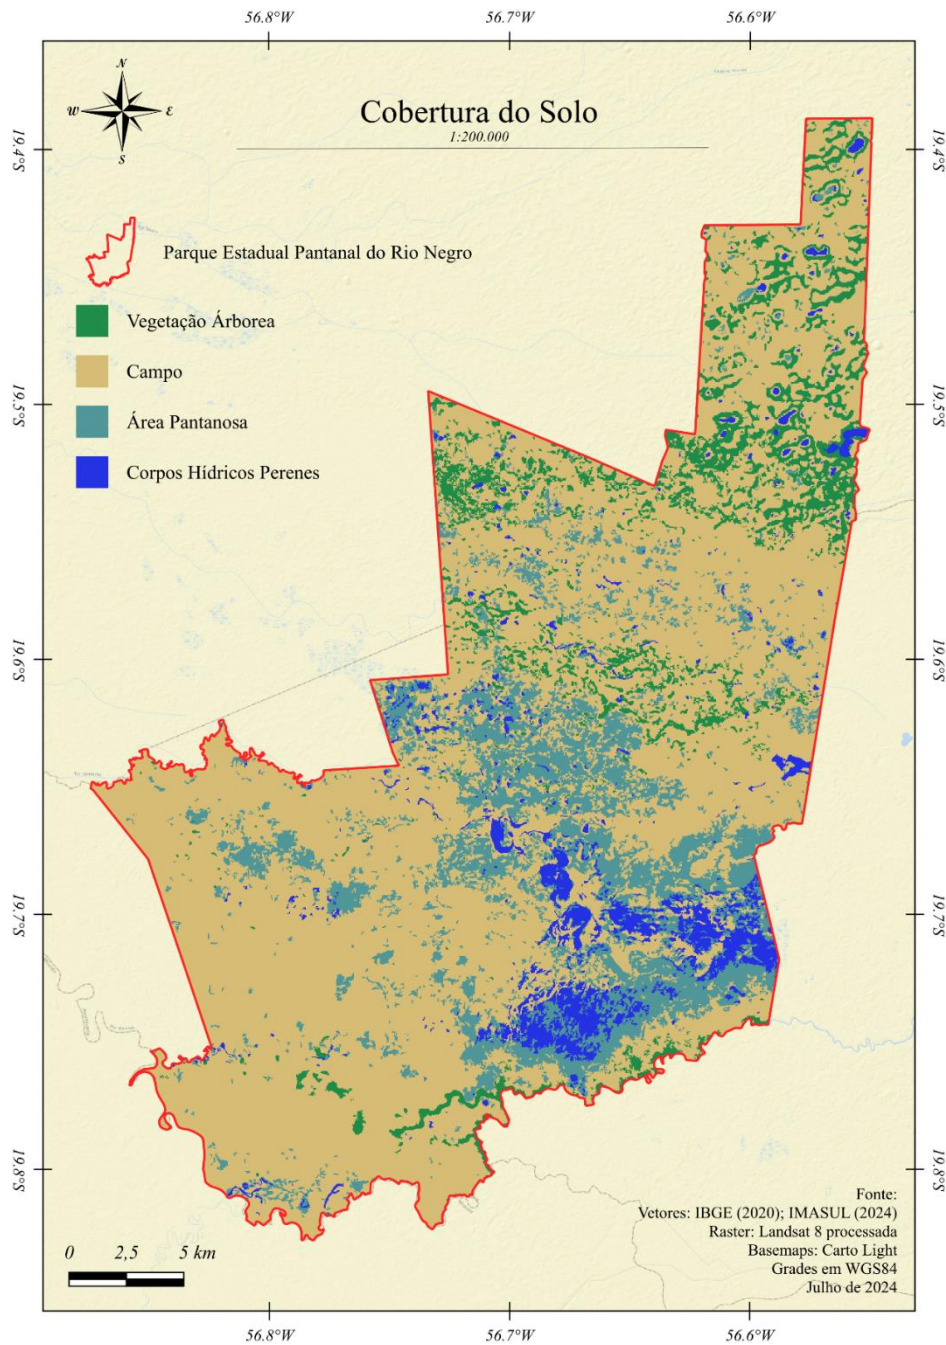 56.8°W 56.7°W 56.6°W
N
W E
S
Cobertura do Solo
1:200.000
19.4°S 19.4°S
Parque Estadual Pantanal do Rio Negro
Vegetação Árborea
Campo
Área Pantanosa
Corpos Hídricos Perenes
19.5°S 19.5°S
19.6°S 19.6°S
19.7°S 19.7°S
19.8°S 19.8°S
Fonte:
Vetores: IBGE (2020); IMASUL (2024)
Raster: Landsat 8 processada
Basemaps: Carto Light
Grades em WGS84
Julho de 2024
0 2,5 5 km
56.8°W 56.7°W 56.6°W